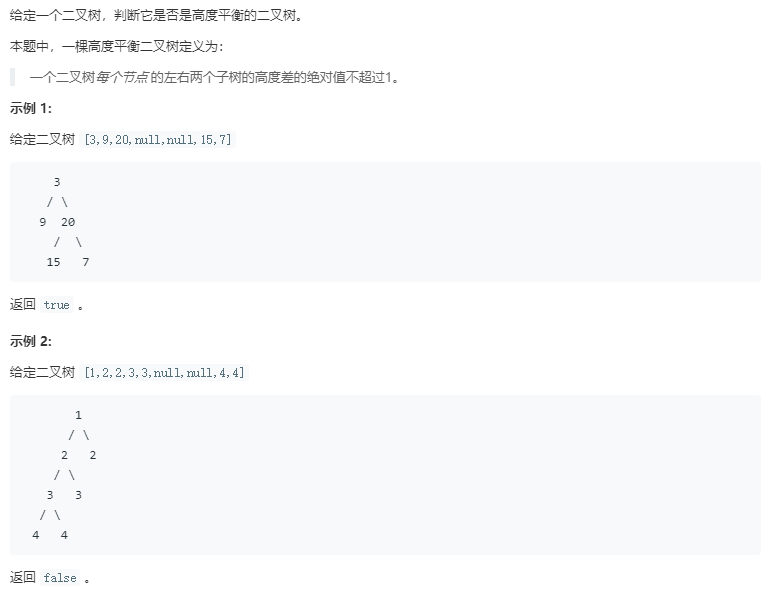 给定一个二叉树，判断它是否是高度平衡的二叉树。
本题中，一棵高度平衡二叉树定义为：
一个二叉树每个节点 的左右两个子树的高度差的绝对值不超过1。
示例 1:
给定二叉树 [3,9,20,null,null,15,7]
3
/ \
9 20
/ \
15 7
返回 true 。
示例 2:
给定二叉树 [1,2,2,3,3,null,null,4,4]
1
/ \
2 2
/ \
3 3
/ \
4 4
返回 false 。